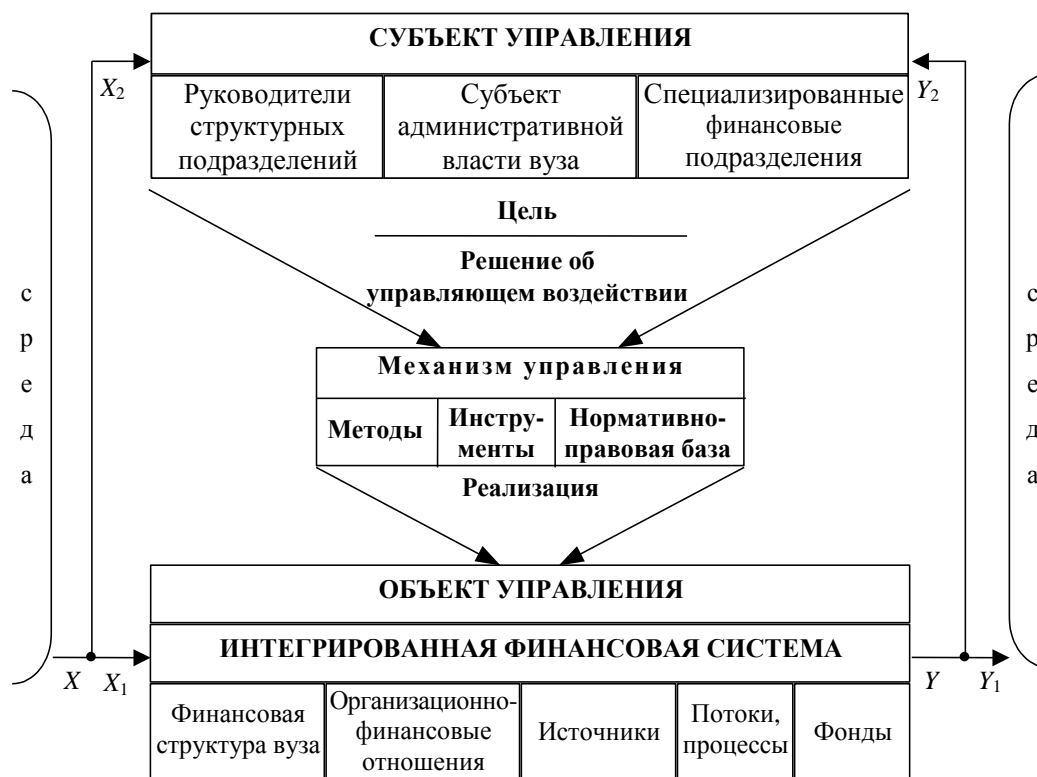 СУБЪЕКТ УПРАВЛЕНИЯ
X2
Y2
Руководители
структурных
подразделений
Субъект
административной
власти вуза
Специализированные
финансовые
подразделения
Цель
Решение об
управляющем воздействии
с
р
е
д
а
с
р
е
д
а
Механизм управления
Методы
Инстру-
менты
Нормативно-
правовая база
Реализация
ОБЪЕКТ УПРАВЛЕНИЯ
ИНТЕГРИРОВАННАЯ ФИНАНСОВАЯ СИСТЕМА
X
X1
Y
Y1
Финансовая
структура вуза
Организационно-
финансовые
отношения
Источники
Потоки,
процессы
Фонды